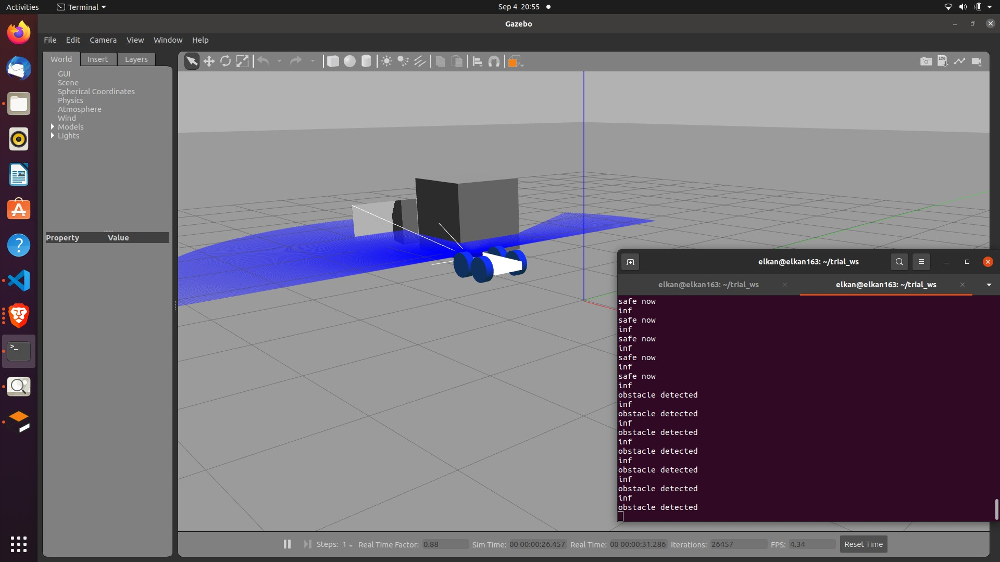 Activities Terminal Sep 4 20:55
Gazebo
File Edit Camera View Window Help
World Insert Layers
GUI
Scene
Spherical Coordinates
Physics
Atmosphere
Wind
Models
Lights
Property Value
LOG
elkan@elkan163: ~/trial_ws
elkan@elkan163: ~/trial_ws elkan@elkan163: ~/trial_ws
safe now
inf
safe now
inf
safe now
inf
safe now
inf
safe now
inf
obstacle detected
inf
obstacle detected
inf
obstacle detected
inf
obstacle detected
inf
obstacle detected
inf
obstacle detected
inf
obstacle detected
Steps: 1 Real Time Factor: 0.88 Sim Time: 00 00:00:26.457 Real Time: 00 00:00:31.286 Iterations: 26457 FPS: 4.34 Reset Time